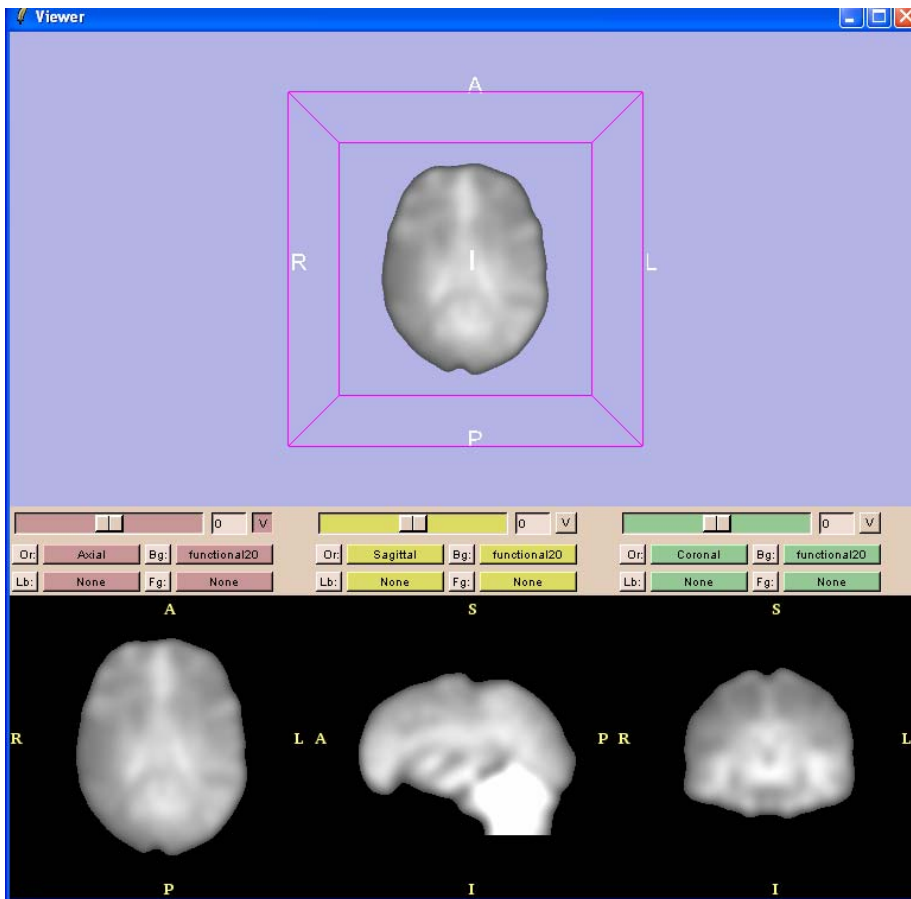 Viewer
A
R I L
P
0 V 0 V 0 V
Or: Axial Bg: functional20 Or: Sagittal Bg: functional20 Or: Coronal Bg: functional20
Lb: None Fg: None Lb: None Fg: None Lb: None Fg: None
A S S
R L A P R L
P I I